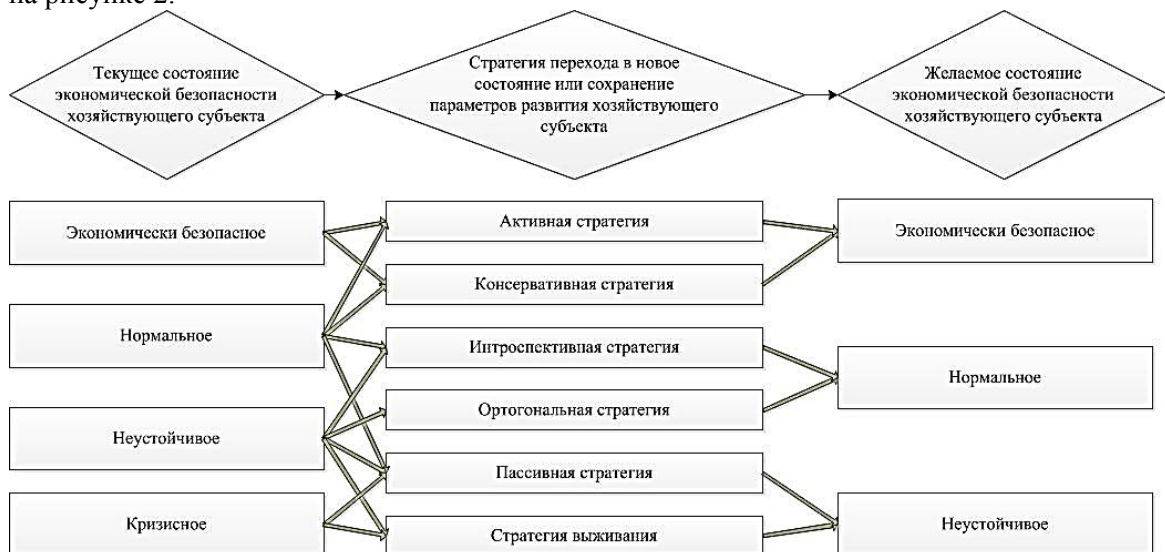 на рисунке 2.
Текущее состояние
экономической безопасности
хозяйствующего субъекта
Стратегия перехода в новое
состояние или сохранение
параметров развития хозяйствующего
субъекта
Желаемое состояние
экономической безопасности
хозяйствующего субъекта
Экономически безопасное
Нормальное
Неустойчивое
Кризисное
Активная стратегия
Консервативная стратегия
Интроспективная стратегия
Ортогональная стратегия
Пассивная стратегия
Стратегия выживания
Экономически безопасное
Нормальное
Неустойчивое